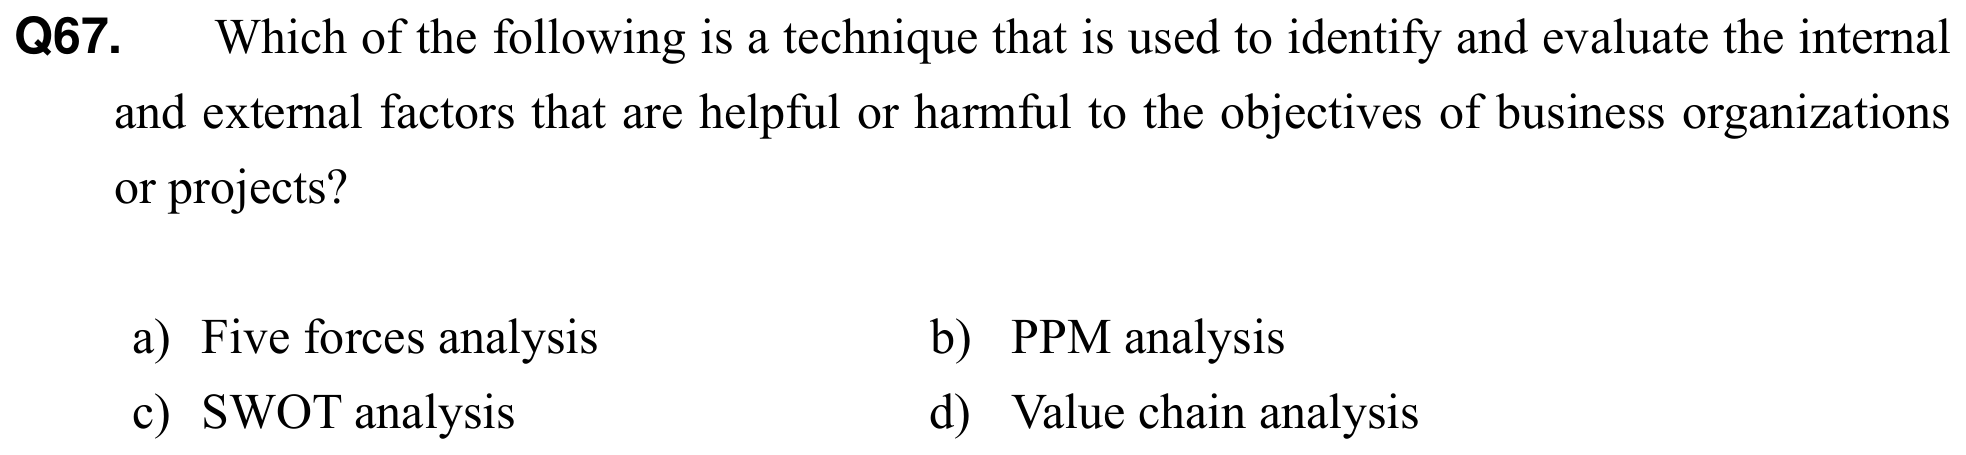 Q67. Which of the following is a technique that is used to identify and evaluate the internal
and external factors that are helpful or harmful to the objectives of business organizations
or projects?
a) Five forces analysis b) PPM analysis
c) SWOT analysis d) Value chain analysis